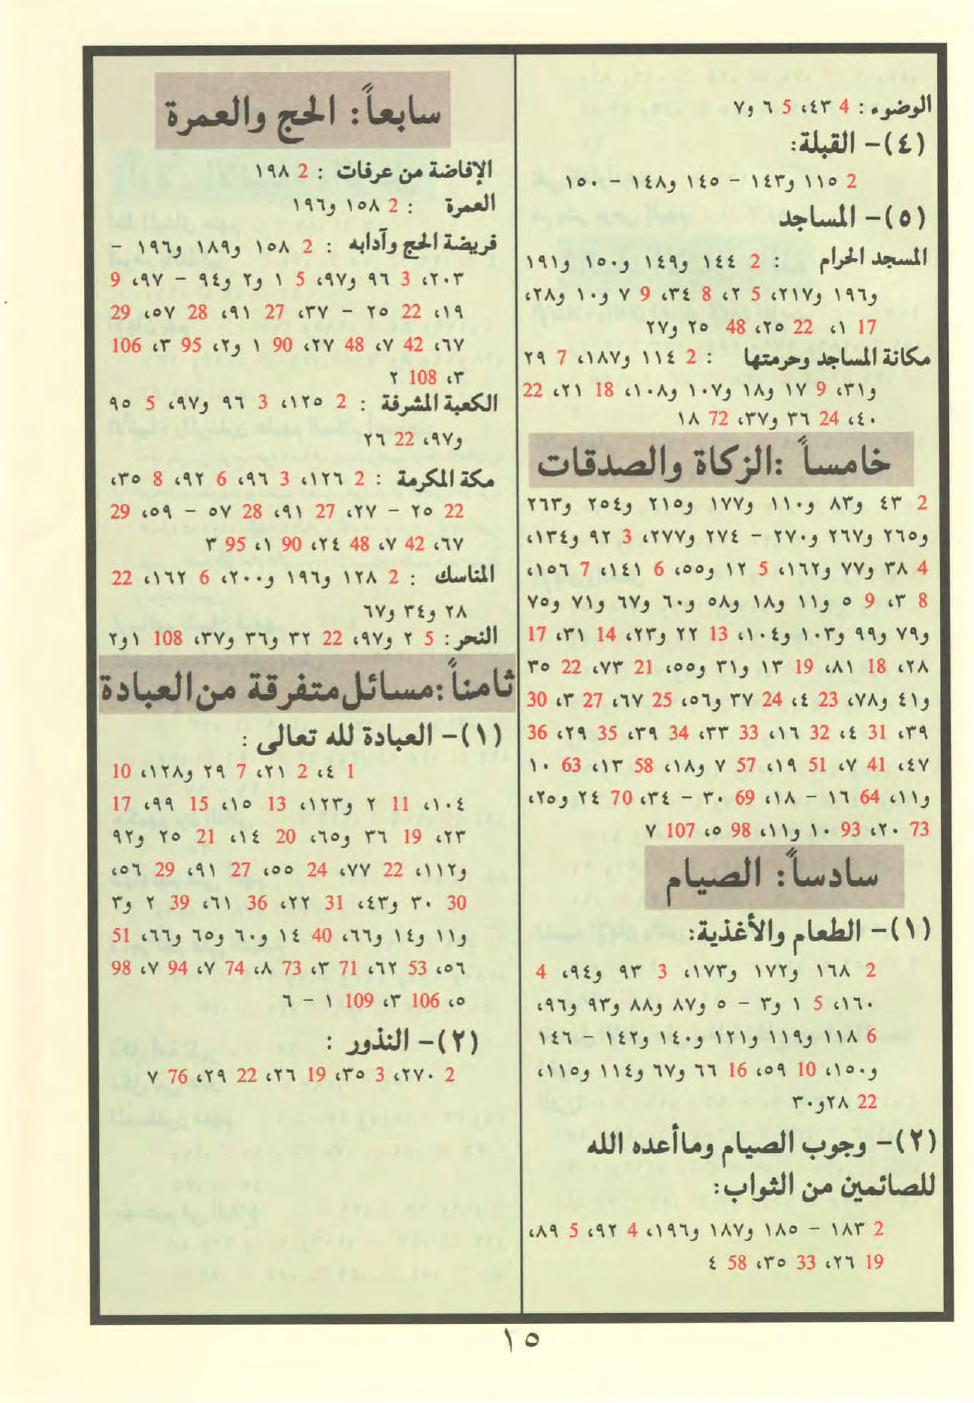 الوضوء: 4 ٤٣، 5 ٦ و٧
(٤)- القبلة:
2 ١١٥ و١٤٣ - ١٤٥ و١٤٨ - ١٥٠
(٥)- المساجد
المسجد الحرام : 2 ١٤٤ و١٤٩ و١٥٠ و١٩١
و١٩٦ و٢١٧، 5 ٢، 8 ٣٤، 9 ٧ و١٠ و٢٨،
17 ١، 22 ٢٥، 48 ٢٥ و٢٧
مكانة المساجد وحرمتها : 2 ١١٤ و١٨٧، 7 ٢٩
و٣١، 9 ١٧ و١٨ و١٠٧ و١٠٨، 18 ٢١، 22
٤٠، 24 ٣٦ و٣٧، 72 ١٨
خامساً :الزكاة والصدقات
2 ٤٣ و٨٣ و١١٠ و١٧٧ و٢١٥ و٢٥٤ و٢٦٣
و٢٦٥ و٢٦٧ و٢٧٠ - ٢٧٤ و٢٧٧، 3 ٩٢ و١٣٤،
4 ٣٨ و٧٧ و١٦٢، 5 ١٢ و٥٥، 6 ١٤١، 7 ١٥٦،
8 ٣، 9 ٥ و١١ و١٨ و٥٨ و٦٠ و٦٧ و٧١ و٧٥
و٧٩ و٩٩ و١٠٣ و١٠٤، 13 ٢٢ و٢٣، 14 ٣١، 17
٢٨، 18 ٨١، 19 ١٣ و٣١ و٥٥، 21 ٧٣، 22 ٣٥
و٤١ و٧٨، 23 ٤، 24 ٣٧ و٥٦، 25 ٦٧، 27 ٣، 30
٣٩، 31 ٤، 32 ١٦، 33 ٣٣، 34 ٣٩، 35 ٢٩، 36
٤٧، 41 ٧، 51 ١٩، 57 ٧ و١٨، 58 ١٣، 63 ١٠
و١١، 64 ١٦ - ١٨، 69 ٣٠ - ٣٤، 70 ٢٤ و٢٥،
73 ٢٠، 93 ١٠ و١١، 98 ٥، 107 ٧
سادساً: الصيام
(١)- الطعام والأغذية:
2 ١٦٨ و١٧٢ و١٧٣، 3 ٩٣ و٩٤، 4
١٦٠، 5 ١ و٣ - ٥ و٨٧ و٨٨ و٩٣ و٩٦،
6 ١١٨ و١١٩ و١٢١ و١٤٠ و١٤٢ - ١٤٦
و١٥٠، 10 ٥٩، 16 ٦٦ و٦٧ و١١٤ و١١٥،
22 ٢٨و٣٠
(٢)- وجوب الصيام وماأعده الله
للصائمين من الثواب:
2 ١٨٣ - ١٨٥ و١٨٧ و١٩٦، 4 ٩٢، 5 ٨٩،
19 ٢٦، 33 ٣٥، 58 ٤
سابعاً: الحج والعمرة
الإفاضة من عرفات : 2 ١٩٨
العمرة : 2 ١٥٨ و١٩٦
فريضة الحج وآدابه : 2 ١٥٨ و١٨٩ و١٩٦ -
٢٠٣، 3 ٩٦ و٩٧، 5 ١ و٢ و٩٤ - ٩٧، 9
١٩، 22 ٢٥ - ٣٧، 27 ٩١، 28 ٥٧، 29
٦٧، 42 ٧، 48 ٢٧، 90 ١ و٢، 95 ٣، 106
٣، 108 ٢
الكعبة المشرفة : 2 ١٢٥، 3 ٩٦ و٩٧، 5 ٩٥
و٩٧، 22 ٢٦
مكة المكرمة : 2 ١٢٦، 3 ٩٦، 6 ٩٢، 8 ٣٥،
22 ٢٥ - ٢٧، 27 ٩١، 28 ٥٧ - ٥٩، 29
٦٧، 42 ٧، 48 ٢٤، 90 ١، 95 ٣
المناسك : 2 ١٢٨ و١٩٦ و٢٠٠، 6 ١٦٢، 22
٢٨ و٣٤ و٦٧
النحر: 5 ٢ و٩٧، 22 ٣٢ و٣٦ و٣٧، 108 ١و٢
ثامناً :مسائل متفرقة من العبادة
(١)- العبادة لله تعالى :
1 ٤، 2 ٢١، 7 ٢٩ و١٢٨، 10
١٠٤، 11 ٢ و١٢٣، 13 ١٥، 15 ٩٩، 17
٢٣، 19 ٣٦ و٦٥، 20 ١٤، 21 ٢٥ و٩٢
و١١٢، 22 ٧٧، 24 ٥٥، 27 ٩١، 29 ٥٦،
30 ٣٠ و٤٣، 31 ٢٢، 36 ٦١، 39 ٢ و٣
و١١ و١٤ و٦٦، 40 ١٤ و٦٠ و٦٥ و٦٦، 51
٥٦، 53 ٦٢، 71 ٣، 73 ٨، 74 ٧، 94 ٧، 98
٥، 106 ٣، 109 ١ - ٦
(٢)- النذور :
2 ٢٧٠، 3 ٣٥، 19 ٢٦، 22 ٢٩، 76 ٧
١٥